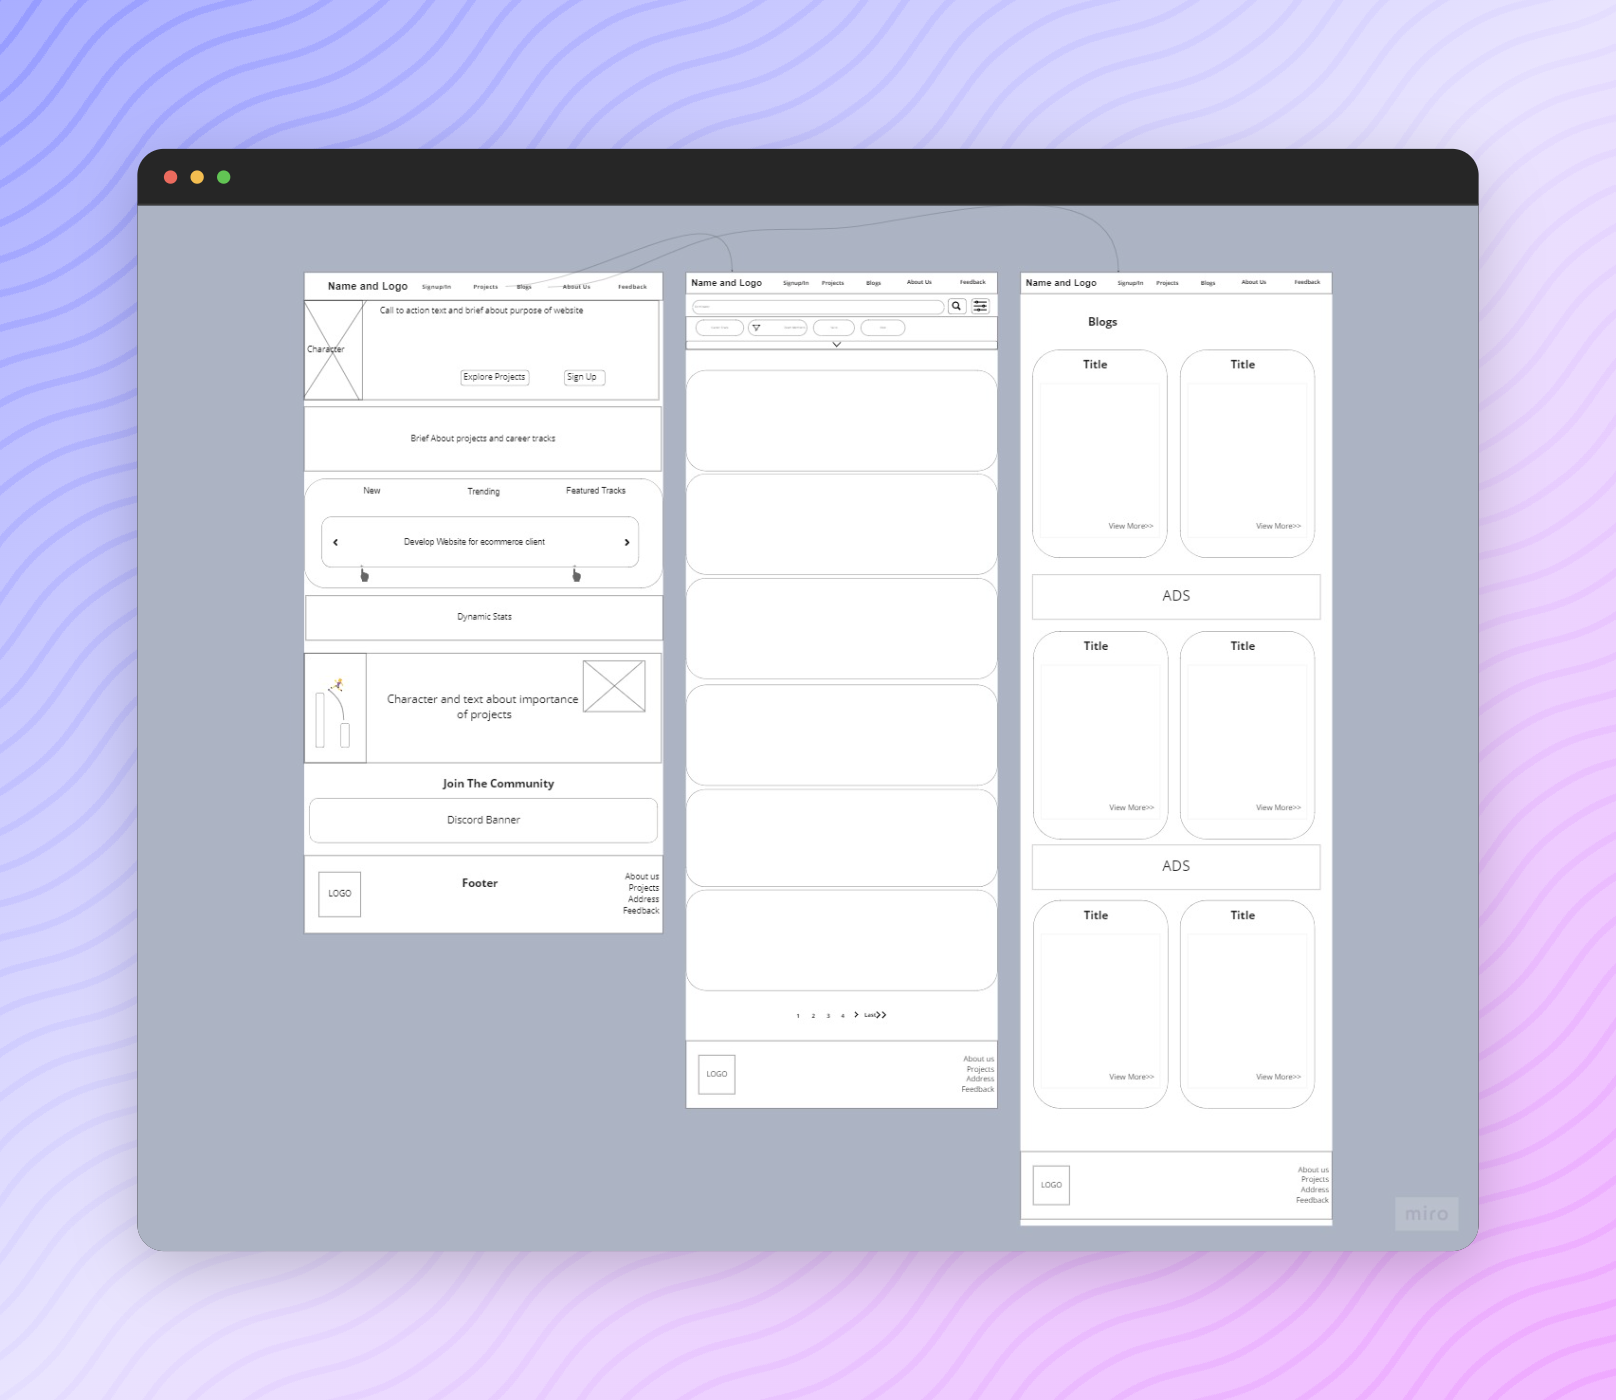 Name and Logo
Signup/In
Projects
Blogs
About Us
Feedback
Call to action text and brief about purpose of website
Character
Explore Projects
Sign Up
Brief About projects and career tracks
New
Trending
Featured Tracks
Develop Website for ecommerce client
Dynamic Stats
Character and text about importance
of projects
Join The Community
Discord Banner
LOGO
Footer
About us
Projects
Address
Feedback
Name and Logo
Signup/In
Projects
Blogs
About Us
Feedback
1 2 3 4 Last
LOGO
About us
Projects
Address
Feedback
Name and Logo
Signup/In
Projects
Blogs
About Us
Feedback
Blogs
Title
View More>>
Title
View More>>
ADS
Title
View More>>
Title
View More>>
ADS
Title
View More>>
Title
View More>>
LOGO
About us
Projects
Address
Feedback
miro